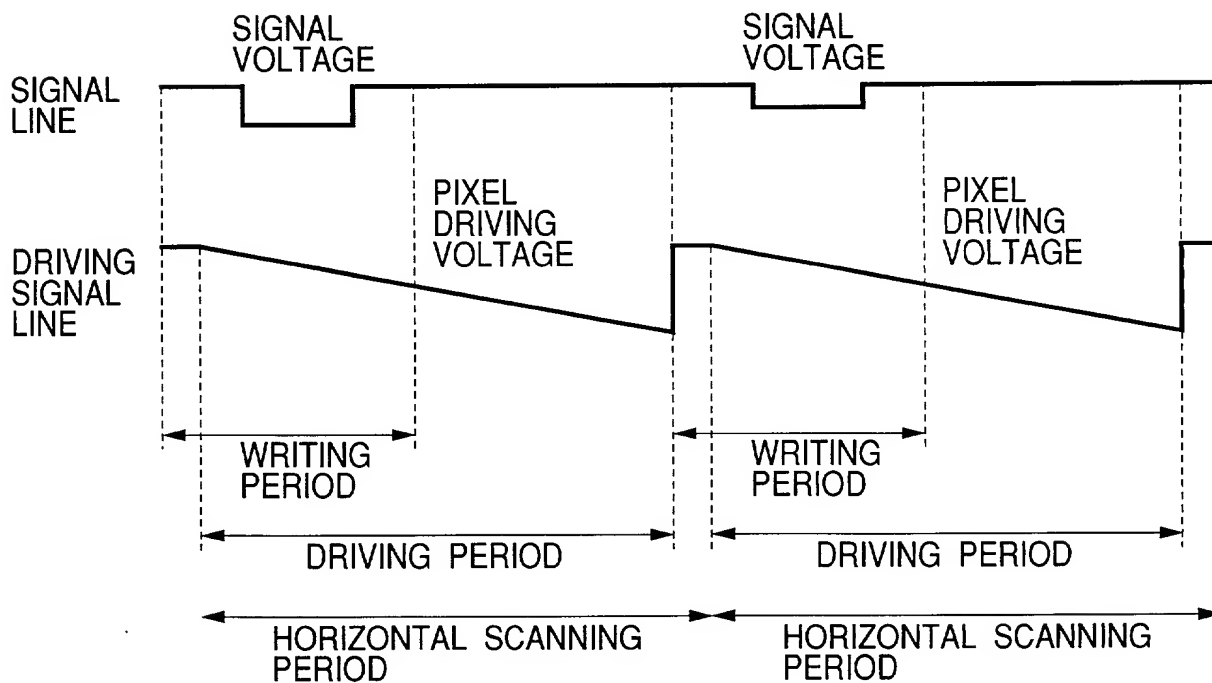 SIGNAL
VOLTAGE
SIGNAL
VOLTAGE
SIGNAL
LINE
PIXEL
DRIVING
VOLTAGE
PIXEL
DRIVING
VOLTAGE
DRIVING
SIGNAL
LINE
WRITING
PERIOD
WRITING
PERIOD
DRIVING PERIOD
DRIVING PERIOD
HORIZONTAL SCANNING
PERIOD
HORIZONTAL SCANNING
PERIOD